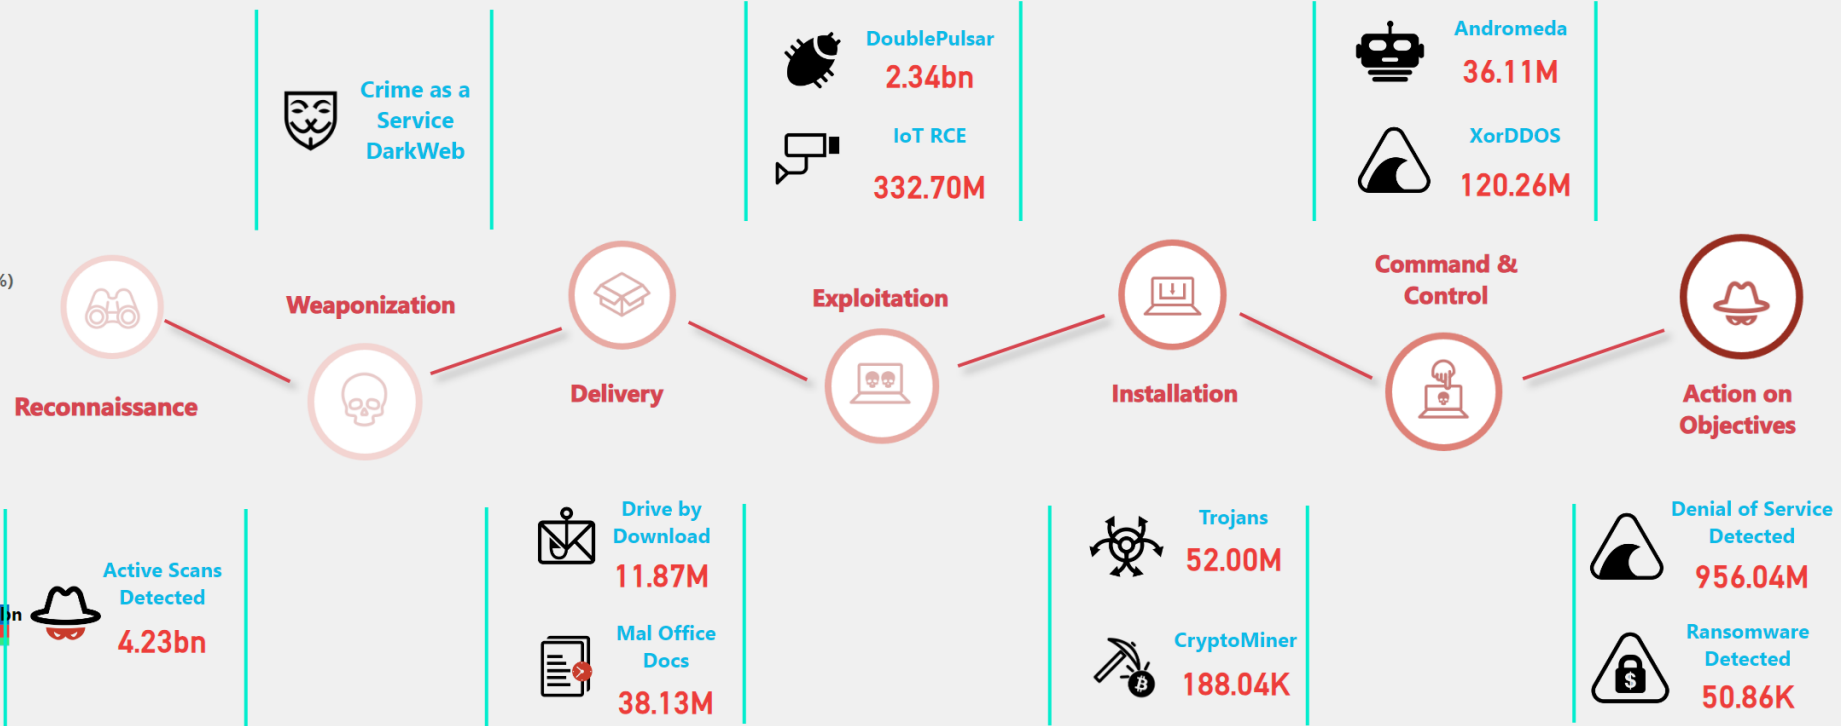 Crime as a
Service
DarkWeb
DoublePulsar
2.34bn
IoT RCE
332.70M
Andromeda
36.11M
XorDDOS
120.26M
%)
Reconnaissance
Weaponization
Delivery
Exploitation
Installation
Command &
Control
Action on
Objectives
bn
Active Scans
Detected
4.23bn
Drive by
Download
11.87M
Mal Office
Docs
38.13M
Trojans
52.00M
CryptoMiner
188.04K
Denial of Service
Detected
956.04M
Ransomware
Detected
50.86K